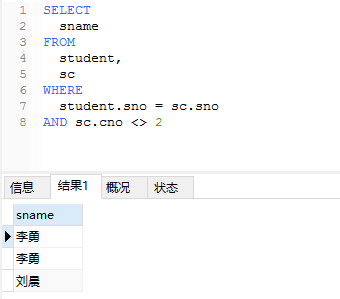 1 SELECT
2 sname
3 FROM
4 student,
5 sc
6 WHERE
7 student.sno = sc.sno
8 AND sc.cno <> 2
信息 结果1 概况 状态
sname
李勇
李勇
刘晨